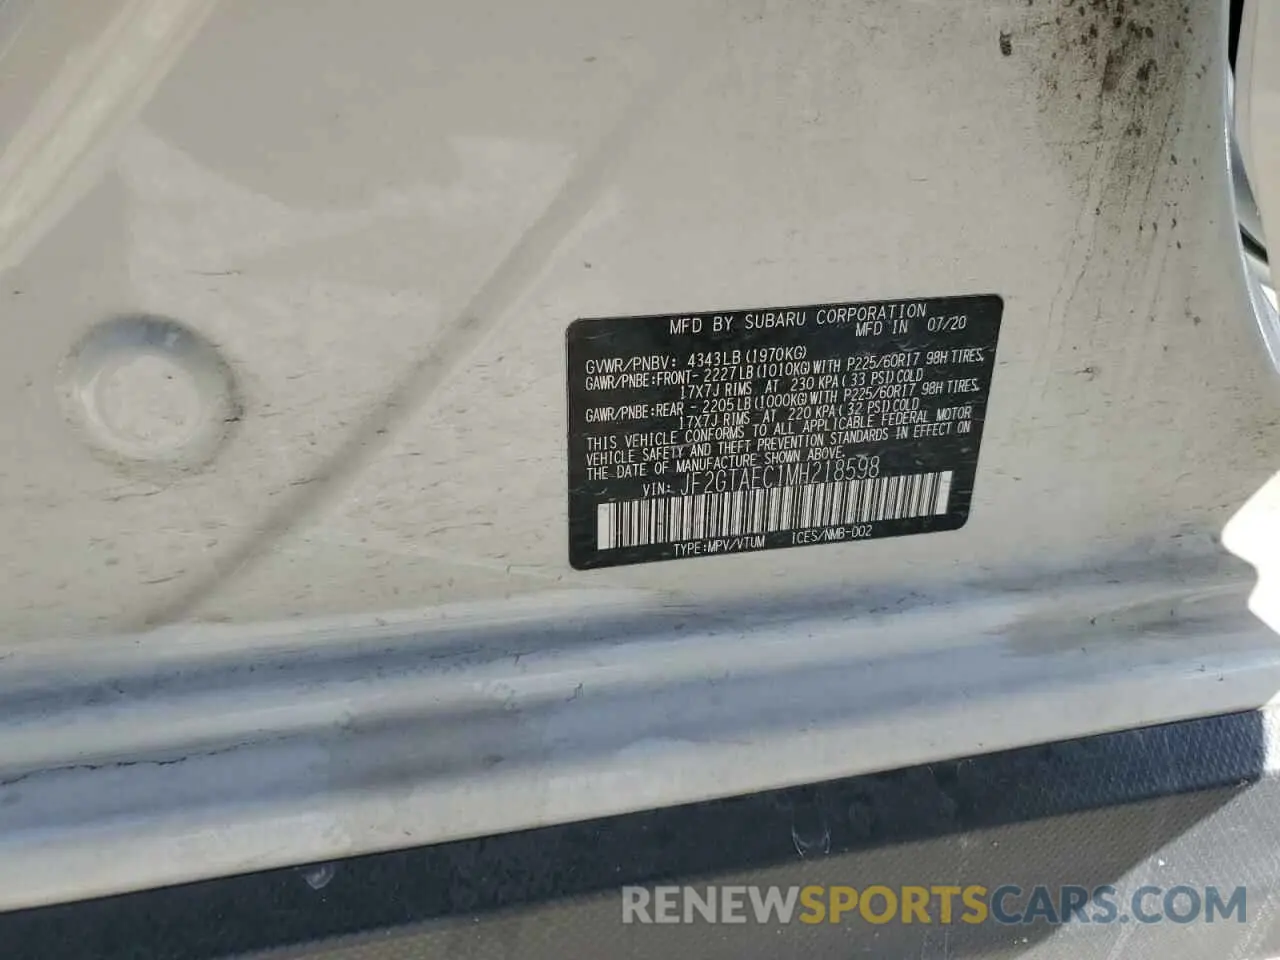 MFD BY SUBARU CORPORATION
MFD IN 07/20
GVWR/PNBV: 4343LB (1970KG)
GAWR/PNBE:FRONT- 2227LB(1010KG)WITH P225/60R17 98H TIRES,
17X7J RIMS AT 230 KPA( 33 PSI)COLD
GAWR/PNBE:REAR - 2205LB(1000KG)WITH P225/60R17 98H TIRES,
17X7J RIMS AT 220 KPA( 32 PSI)COLD
THIS VEHICLE CONFORMS TO ALL APPLICABLE FEDERAL MOTOR
VEHICLE SAFETY AND THEFT PREVENTION STANDARDS IN EFFECT ON
THE DATE OF MANUFACTURE SHOWN ABOVE.
VIN: JF2GTAEC1MH218598
TYPE:MPV/VTUM ICES/NMB-002
RENEWSPORTSCARS.COM